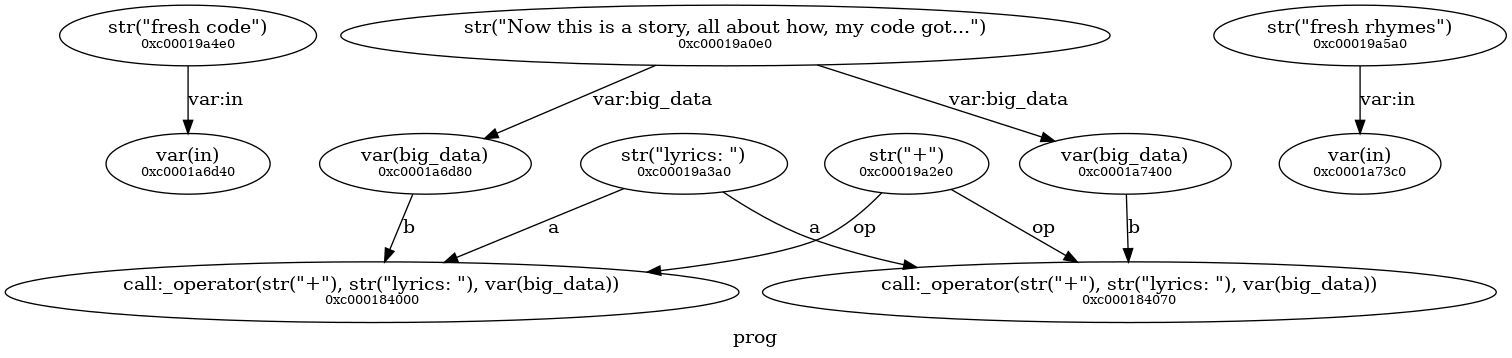 str("fresh code")
0xc00019a4e0
str("Now this is a story, all about how, my code got...")
0xc00019a0e0
str("fresh rhymes")
0xc00019a5a0
var:in
var:big_data
var:big_data
var:in
var(in)
0xc0001a6d40
var(big_data)
0xc0001a6d80
str("lyrics: ")
0xc00019a3a0
str("+")
0xc00019a2e0
var(big_data)
0xc0001a7400
var(in)
0xc0001a73c0
b
a
a
op
op
b
call:_operator(str("+"), str("lyrics: "), var(big_data))
0xc000184000
call:_operator(str("+"), str("lyrics: "), var(big_data))
0xc000184070
prog